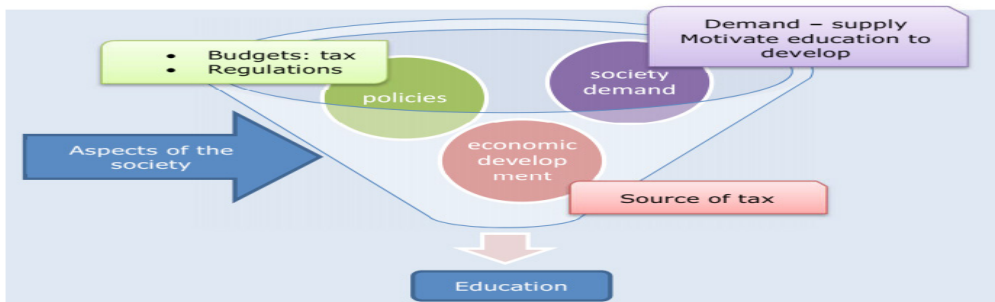 Demand – supply
Motivate education to
develop
• Budgets: tax
• Regulations
society
demand
policies
Aspects of the
society
economic
develop
ment
Source of tax
Education